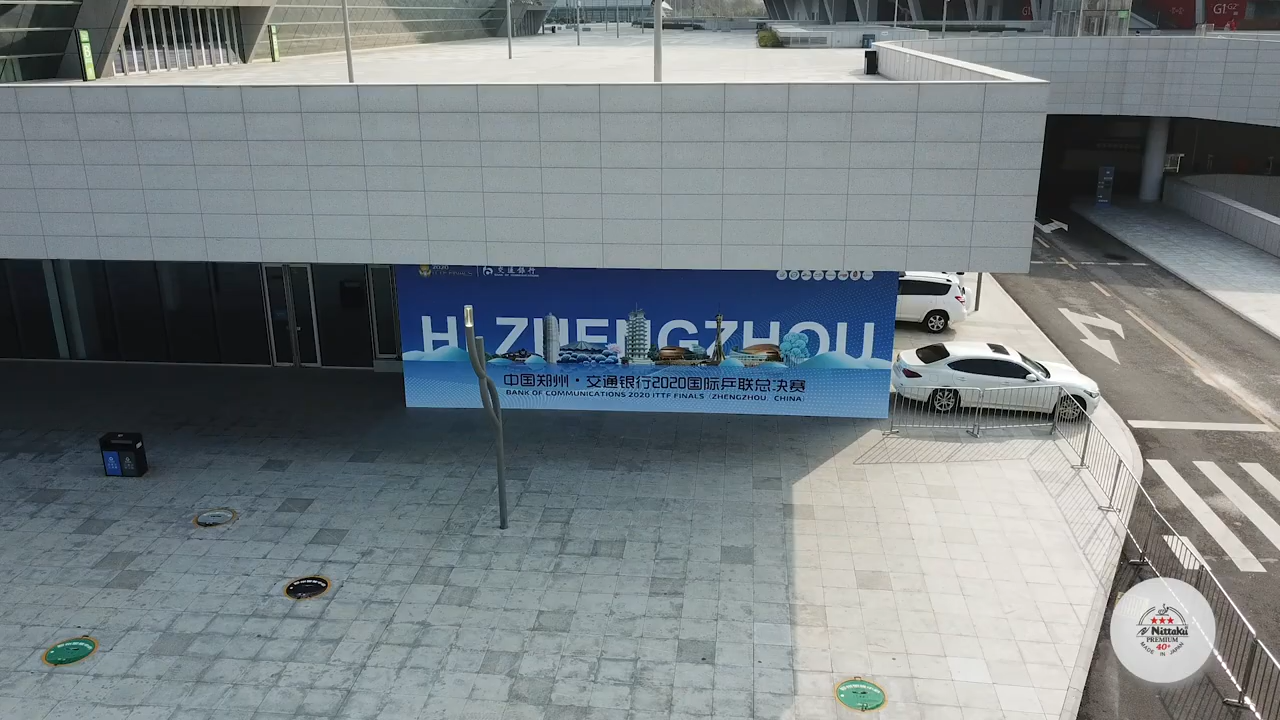 G1
交通银行
HI ZHENGZHOU
中国郑州·交通银行2020国际乒联总决赛
BANK OF COMMUNICATIONS 2020 ITTF FINALS (ZHENGZHOU, CHINA)
Nittaku
PREMIUM
40+
MADE IN JAPAN